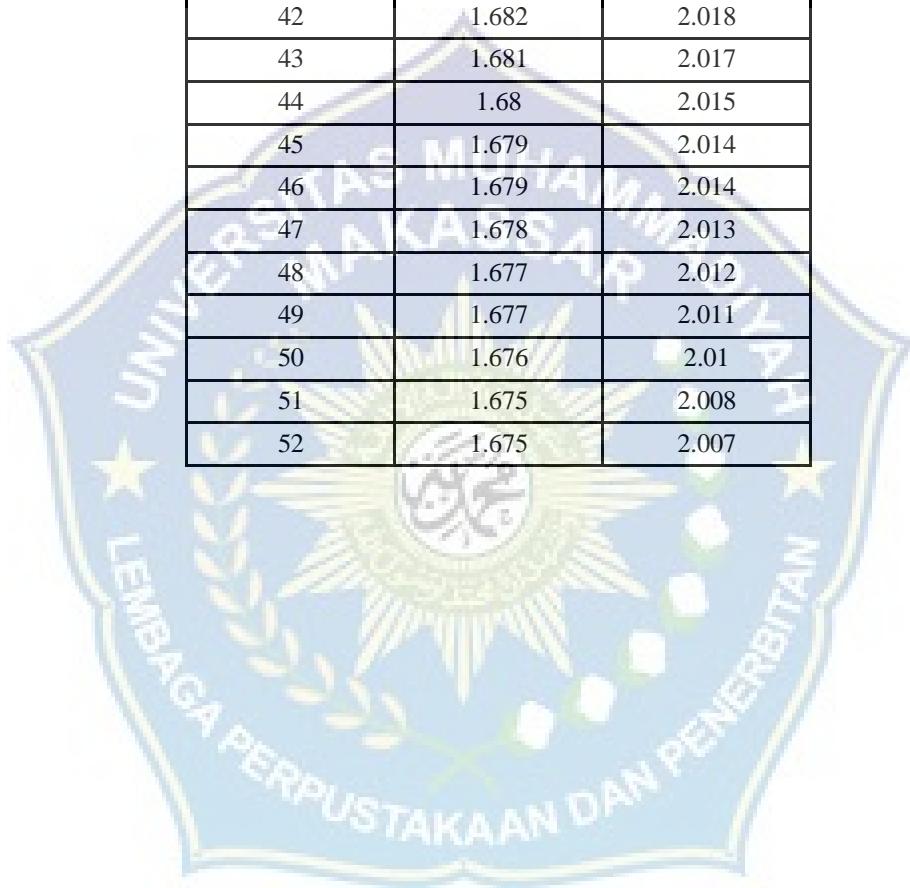 42 1.682 2.018
43 1.681 2.017
44 1.68 2.015
45 1.679 2.014
46 1.679 2.014
47 1.678 2.013
48 1.677 2.012
49 1.677 2.011
50 1.676 2.01
51 1.675 2.008
52 1.675 2.007
UNIVERSITAS MUHAMMADIYAH
MAKASSAR
LEMBAGA PERPUSTAKAAN DAN PENERBITAN